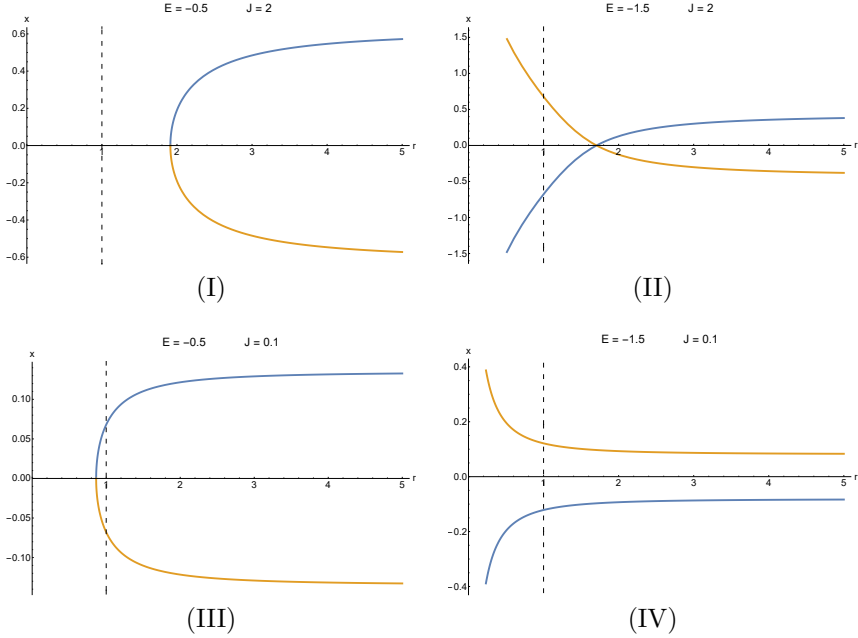 E = −0.5 J = 2
x
0.6
0.4
0.2
0.0
−0.2
−0.4
−0.6
1 2 3 4 5 r
(I)
E = −1.5 J = 2
x
1.5
1.0
0.5
0.0
−0.5
−1.0
−1.5
1 2 3 4 5 r
(II)
E = −0.5 J = 0.1
x
0.10
0.05
0.00
−0.05
−0.10
1 2 3 4 5 r
(III)
E = −1.5 J = 0.1
x
0.4
0.2
0.0
−0.2
−0.4
1 2 3 4 5 r
(IV)